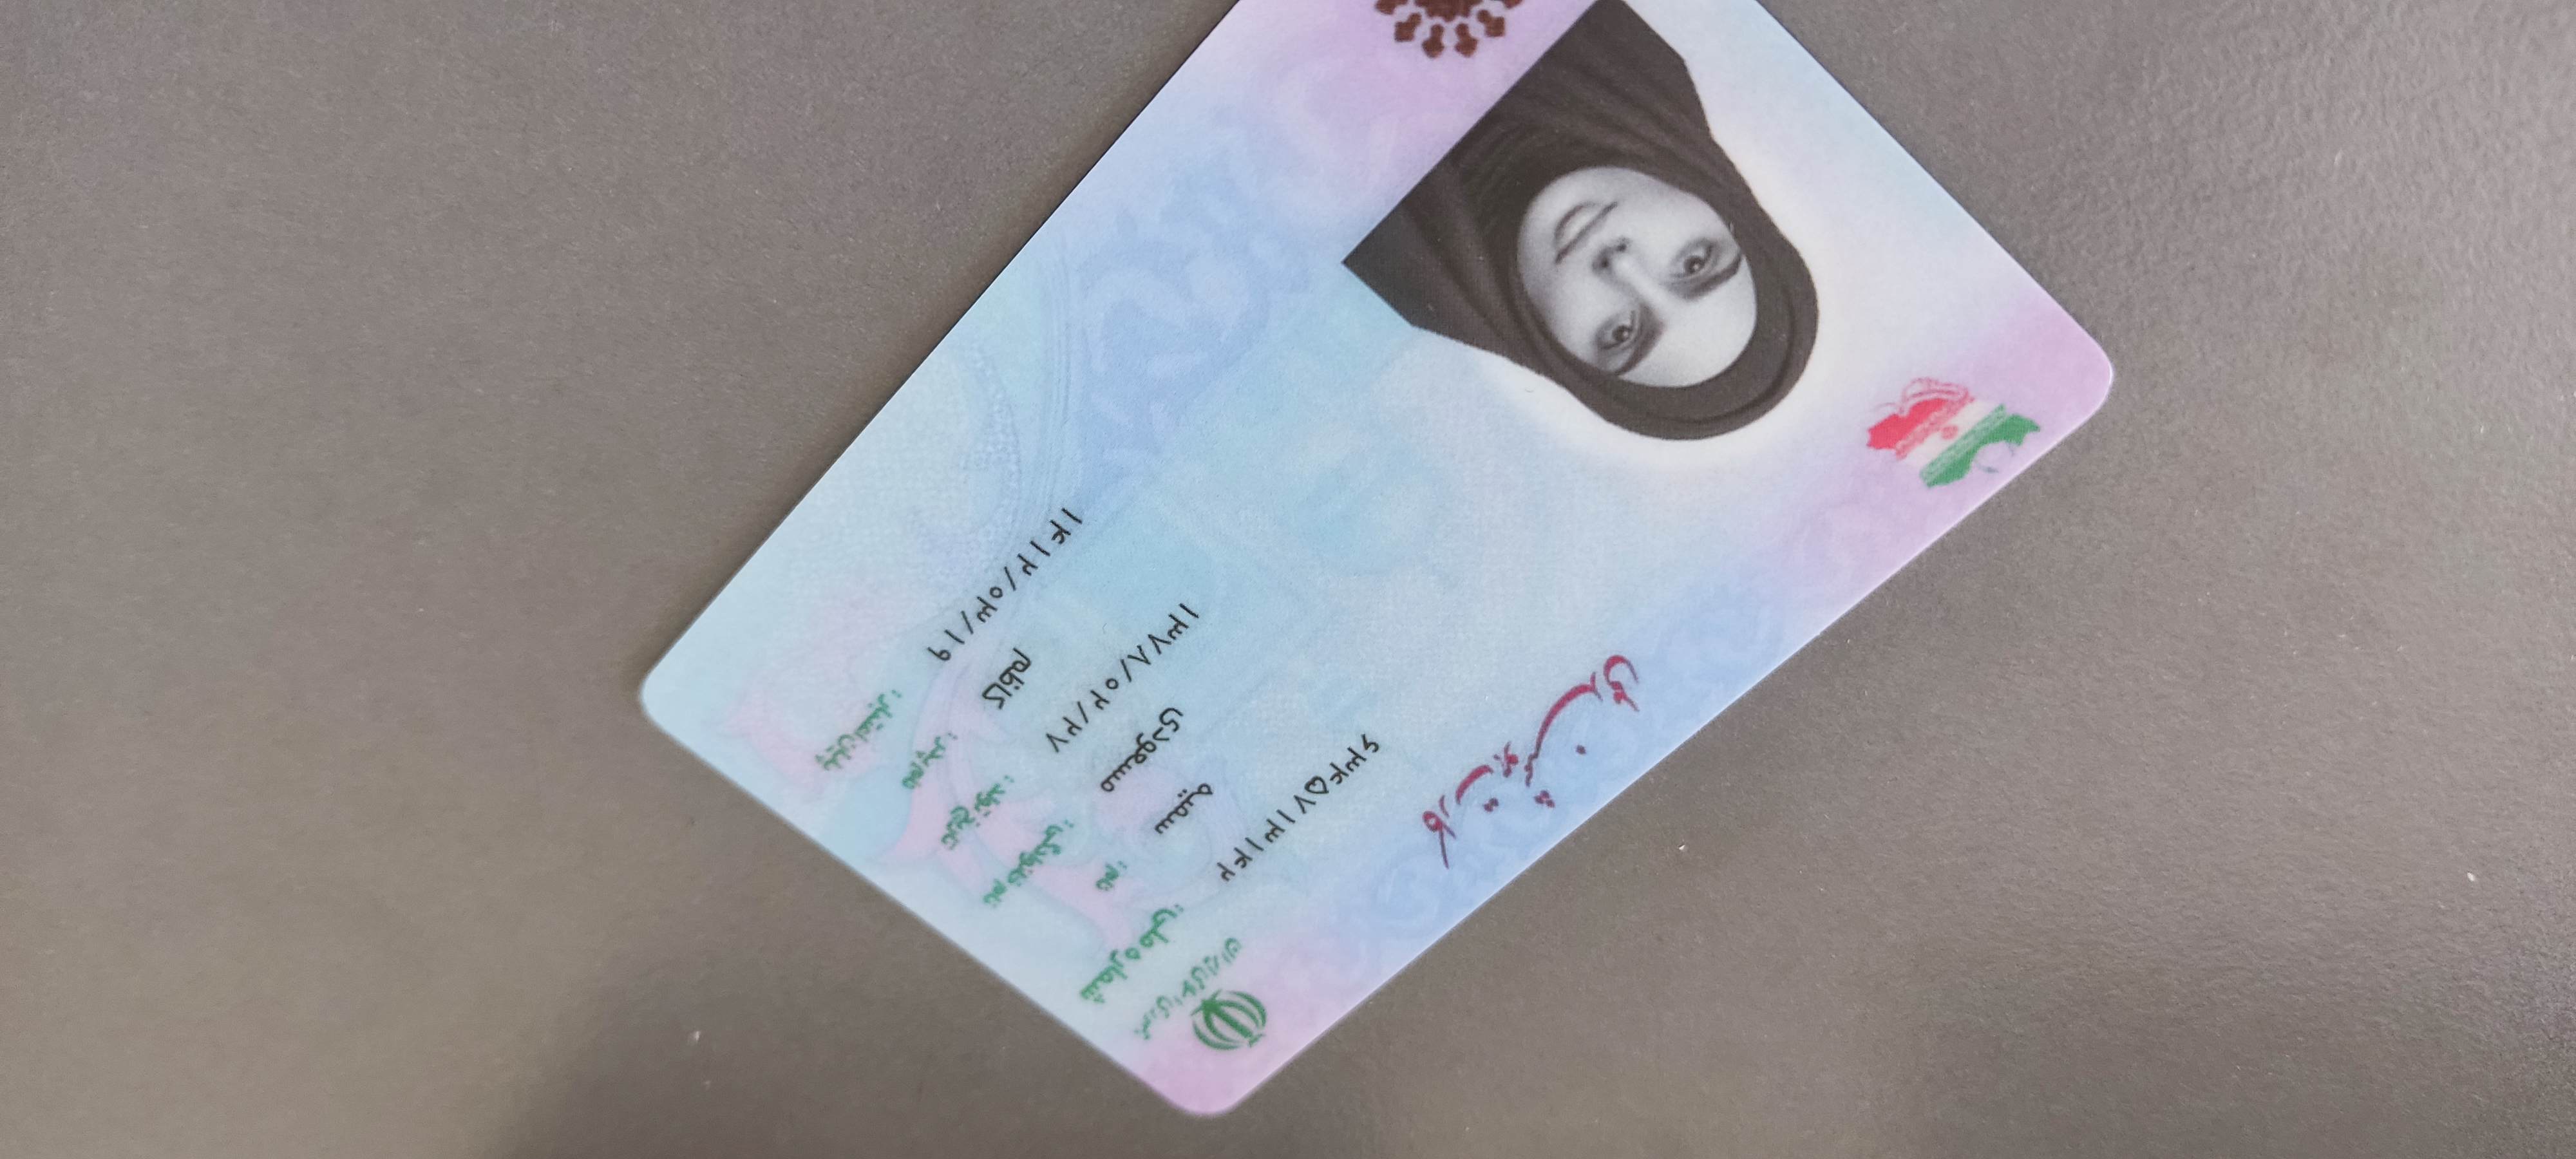 جمهوری اسلامی ایران
کارت هوشمند ملی
شماره ملی: ۶۳۴۵۷۱۳۱۴۲
نام: سمیه
نام خانوادگی: مسعودی
تاریخ تولد: ۱۳۷۸/۰۲/۲۷
نام پدر: کاظم
پایان اعتبار: ۱۴۱۲/۰۳/۱۹